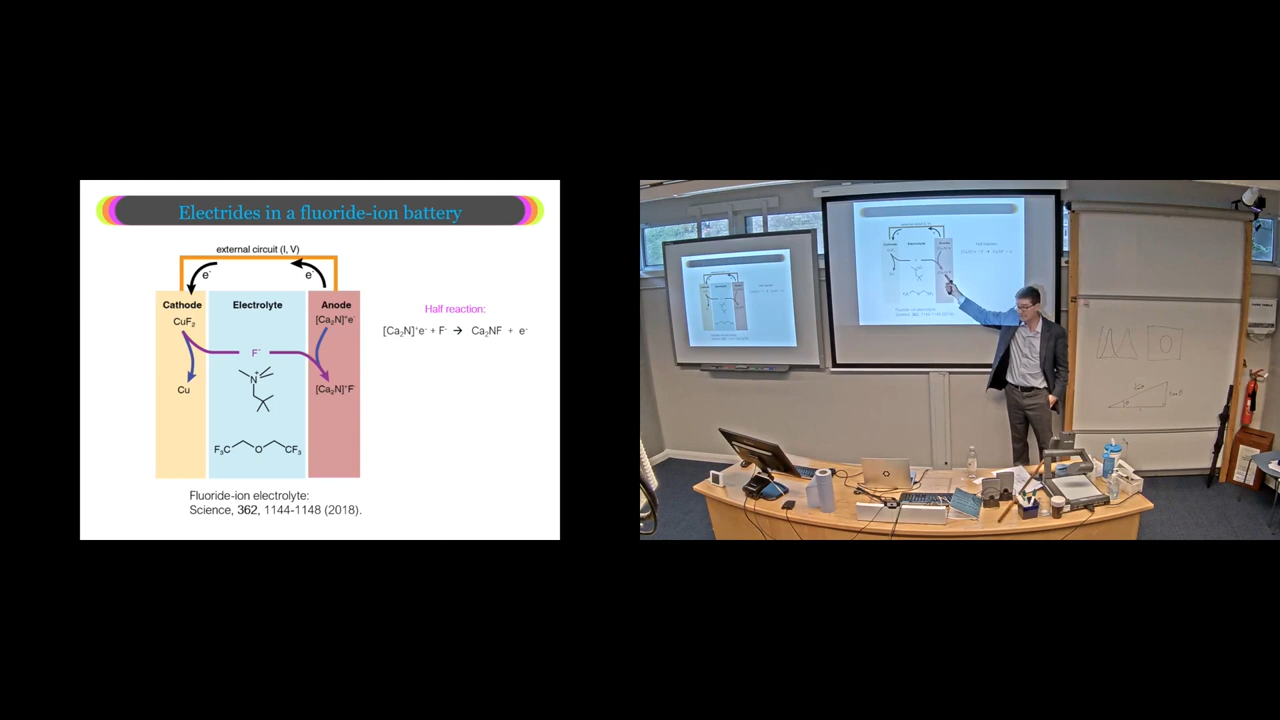 Electrides in a fluoride-ion battery
external circuit (I, V)
e⁻ e⁻
Cathode Electrolyte Anode
CuF₂ [Ca₂N]⁺e⁻
F⁻
Cu [Ca₂N]⁺F⁻
N⁺
F₃C O CF₃
Half reaction:
[Ca₂N]⁺e⁻ + F⁻ → Ca₂NF + e⁻
Fluoride-ion electrolyte:
Science, 362, 1144-1148 (2018).